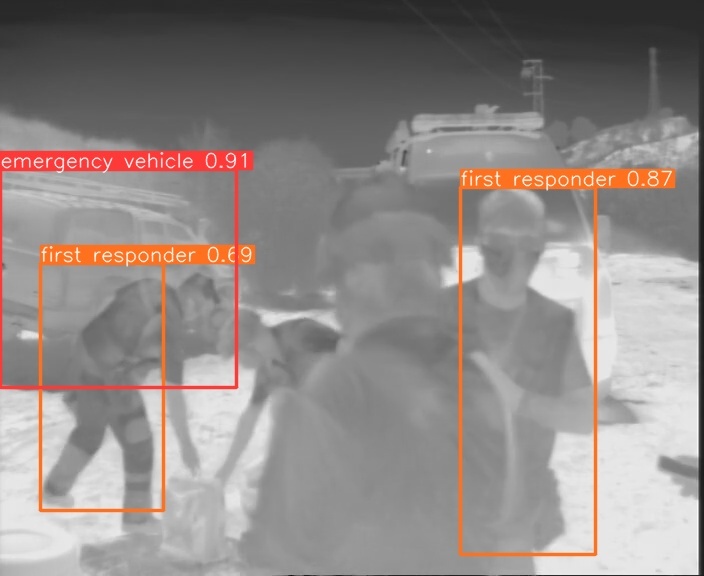 emergency vehicle 0.91
first responder 0.87
first responder 0.69